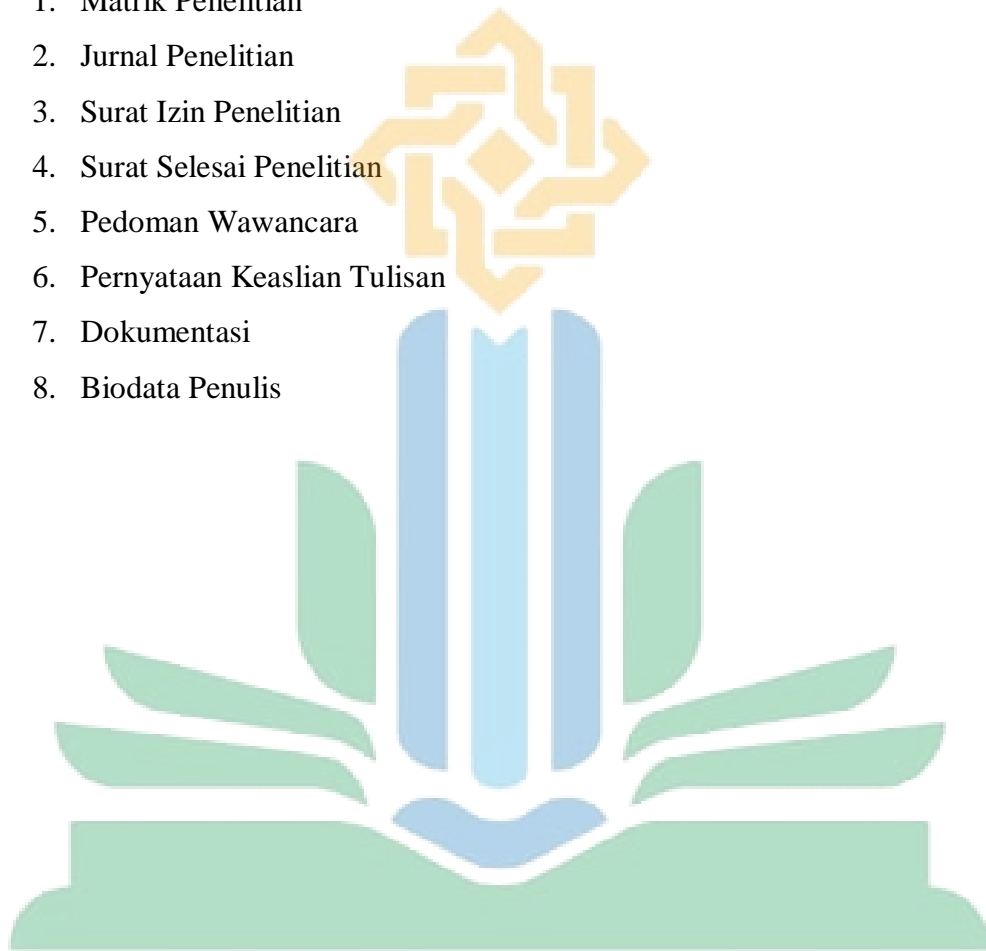 1. Matrik Penelitian
2. Jurnal Penelitian
3. Surat Izin Penelitian
4. Surat Selesai Penelitian
5. Pedoman Wawancara
6. Pernyataan Keaslian Tulisan
7. Dokumentasi
8. Biodata Penulis